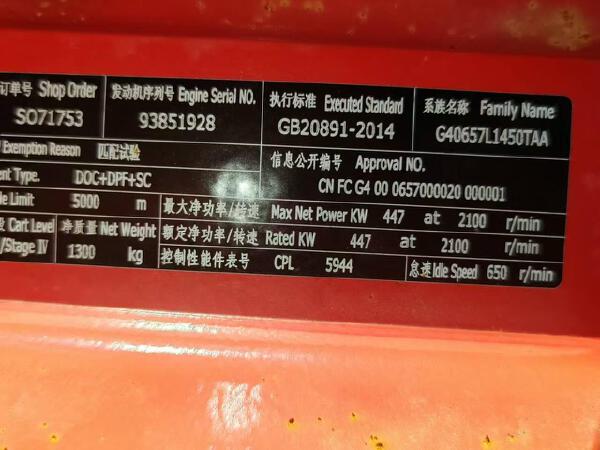 订单号 Shop Order 发动机序列号 Engine Serial NO. 执行标准 Executed Standard 系族名称 Family Name
SO71753 93851928 GB20891-2014 G40657L1450TAA
Exemption Reason 匹配试验 信息公开编号 Approval NO.
ent Type. DOC+DPF+SC CN FC G4 00 0657000020 000001
de Limit 5000 m 最大净功率/转速 Max Net Power KW 447 at 2100 r/min
Cart Level 净质量 Net Weight 额定净功率/转速 Rated KW 447 at 2100 r/min
/Stage IV 1300 kg 控制性能件表号 CPL 5944 怠速 Idle Speed 650 r/min